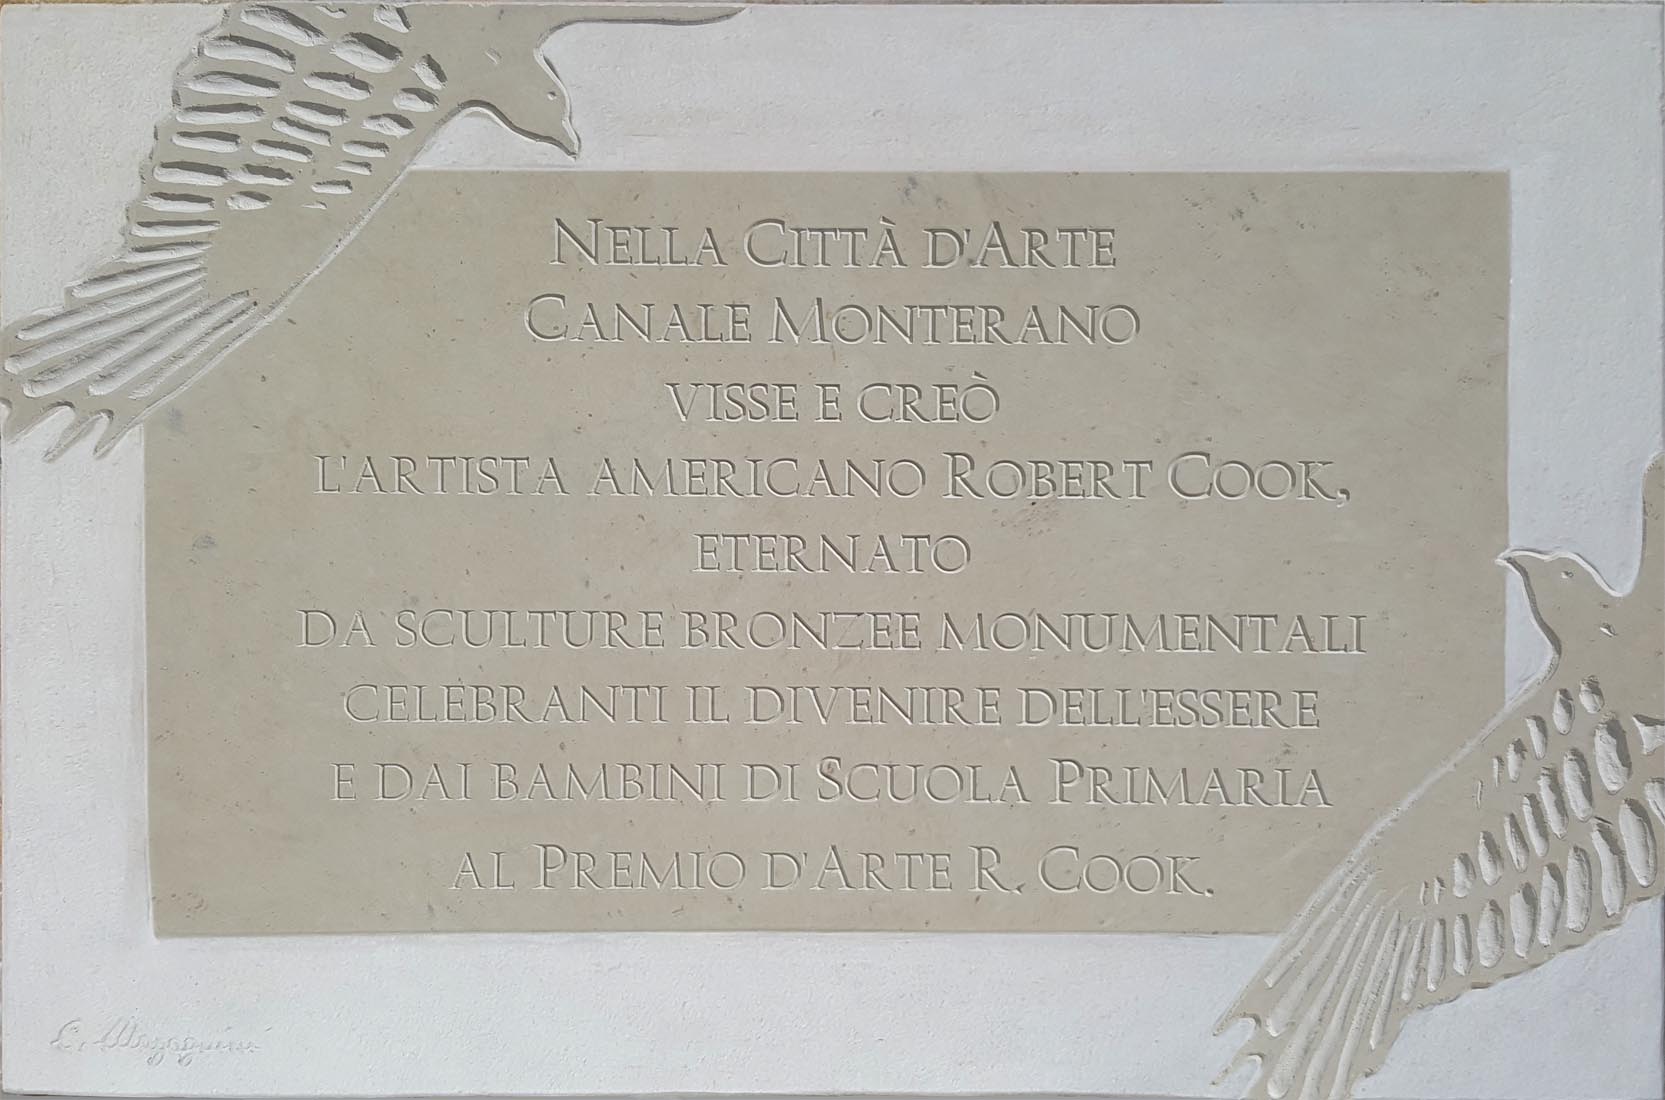 Nella Città d'Arte
Canale Monterano
visse e creò
l'artista americano Robert Cook,
eternato
da sculture bronzee monumentali
celebranti il divenire dell'essere
e dai bambini di Scuola Primaria
al Premio d'Arte R. Cook.